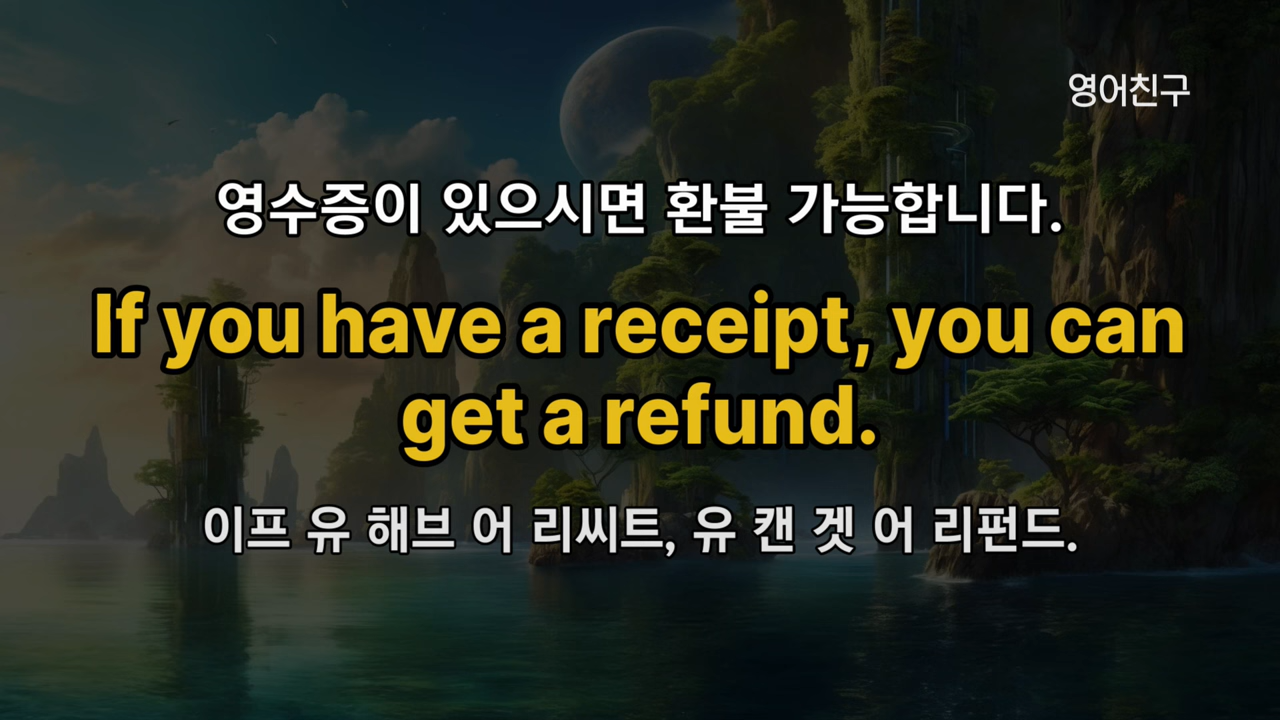 영어친구
영수증이 있으시면 환불 가능합니다.
If you have a receipt, you can
get a refund.
이프 유 해브 어 리씨트, 유 캔 겟 어 리펀드.